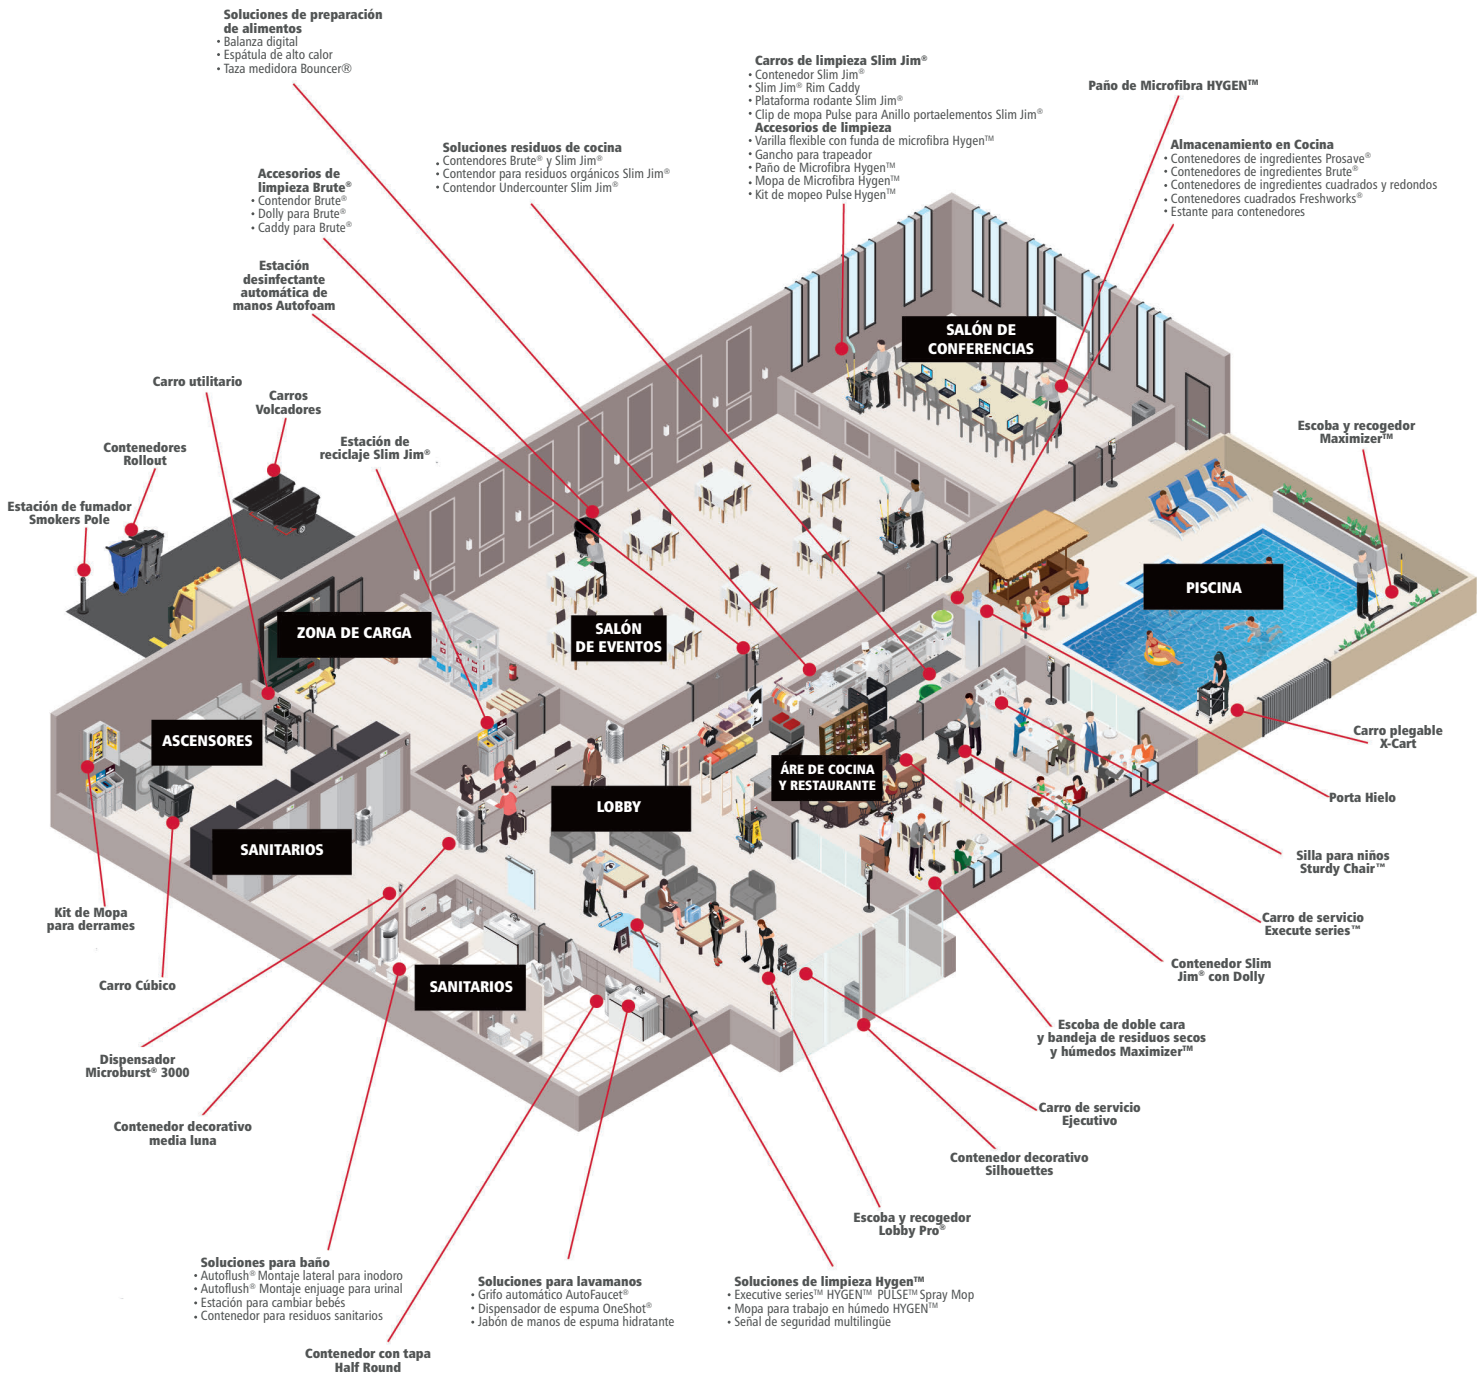 Soluciones de preparación
de alimentos
• Balanza digital
• Espátula de alto calor
• Taza medidora Bouncer®
Carros de limpieza Slim Jim®
• Contenedor Slim Jim®
• Slim Jim® Rim Caddy
• Plataforma rodante Slim Jim®
• Clip de mopa Pulse para Anillo portaelementos Slim Jim®
Accesorios de limpieza
• Varilla flexible con funda de microfibra Hygen™
• Gancho para trapeador
• Paño de Microfibra Hygen™
• Mopa de Microfibra Hygen™
• Kit de mopeo Pulse Hygen™
Paño de Microfibra HYGEN™
Soluciones residuos de cocina
• Contendores Brute® y Slim Jim®
• Contendor para residuos orgánicos Slim Jim®
• Contendor Undercounter Slim Jim®
Almacenamiento en Cocina
• Contenedores de ingredientes Prosave®
• Contenedores de ingredientes Brute®
• Contenedores de ingredientes cuadrados y redondos
• Contenedores cuadrados Freshworks®
• Estante para contenedores
Accesorios de
limpieza Brute®
• Contendor Brute®
• Dolly para Brute®
• Caddy para Brute®
Estación
desinfectante
automática de
manos Autofoam
SALÓN DE
CONFERENCIAS
Carro utilitario
Carros
Volcadores
Contenedores
Rollout
Estación de
reciclaje Slim Jim®
Escoba y recogedor
Maximizer™
Estación de fumador
Smokers Pole
PISCINA
ZONA DE CARGA
SALÓN
DE EVENTOS
ASCENSORES
Carro plegable
X-Cart
ÁRE DE COCINA
Y RESTAURANTE
LOBBY
Porta Hielo
SANITARIOS
Silla para niños
Sturdy Chair™
Kit de Mopa
para derrames
Carro de servicio
Execute series™
Contenedor Slim
Jim® con Dolly
Carro Cúbico
SANITARIOS
Escoba de doble cara
y bandeja de residuos secos
y húmedos Maximizer™
Dispensador
Microburst® 3000
Contenedor decorativo
media luna
Carro de servicio
Ejecutivo
Contenedor decorativo
Silhouettes
Escoba y recogedor
Lobby Pro®
Soluciones para baño
• Autoflush® Montaje lateral para inodoro
• Autoflush® Montaje enjuage para urinal
• Estación para cambiar bebés
• Contenedor para residuos sanitarios
Soluciones para lavamanos
• Grifo automático AutoFaucet®
• Dispensador de espuma OneShot®
• Jabón de manos de espuma hidratante
Soluciones de limpieza Hygen™
• Executive series™ HYGEN™ PULSE™ Spray Mop
• Mopa para trabajo en húmedo HYGEN™
• Señal de seguridad multilingüe
Contenedor con tapa
Half Round